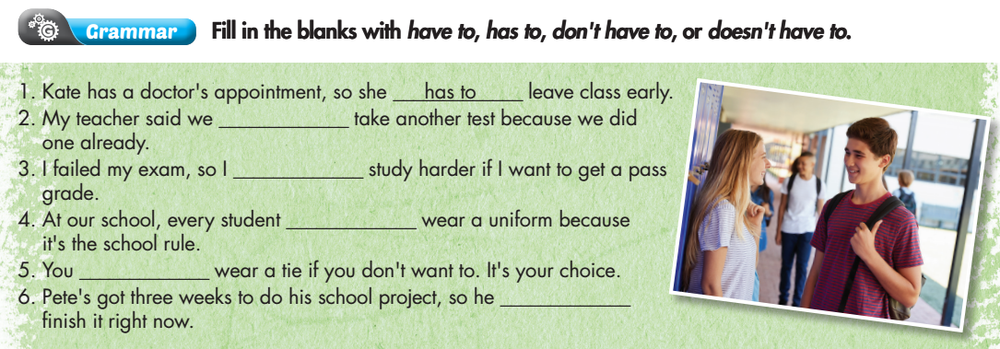 G Grammar Fill in the blanks with have to, has to, don't have to, or doesn't have to.
1. Kate has a doctor's appointment, so she ___has to_____ leave class early.
2. My teacher said we _____________ take another test because we did
one already.
3. I failed my exam, so I _____________ study harder if I want to get a pass
grade.
4. At our school, every student _____________ wear a uniform because
it's the school rule.
5. You _____________ wear a tie if you don't want to. It's your choice.
6. Pete's got three weeks to do his school project, so he _____________
finish it right now.